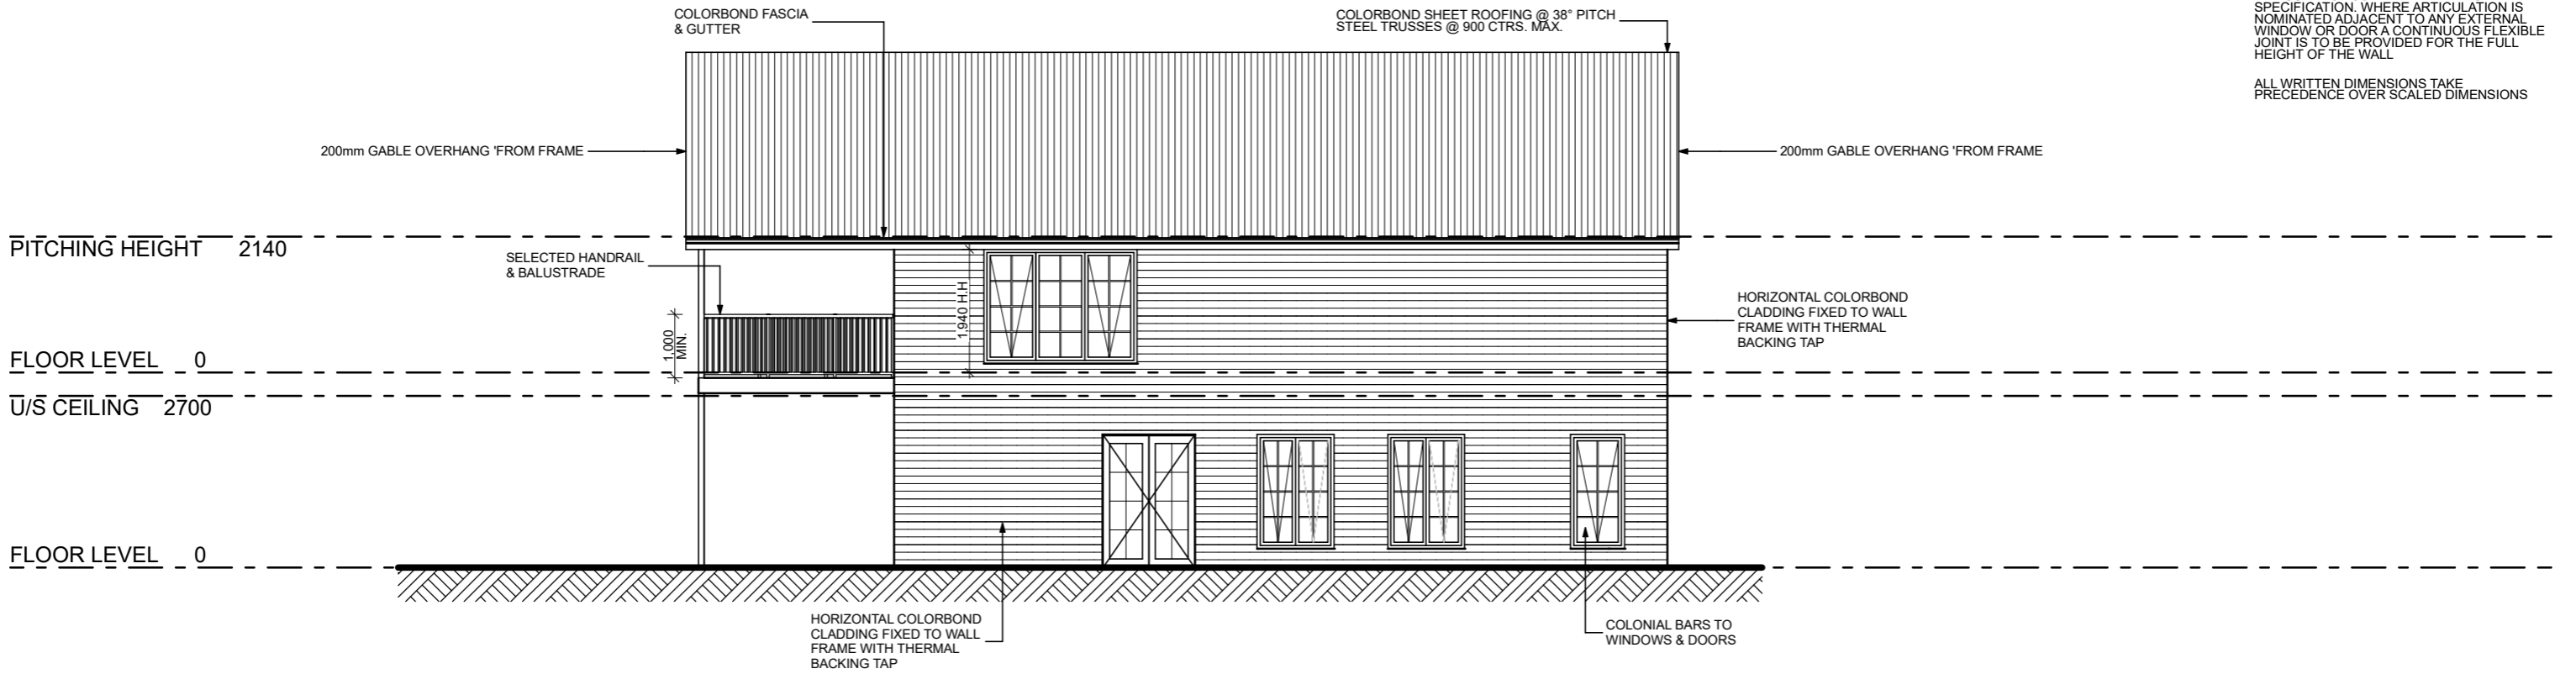 COLORBOND FASCIA
& GUTTER
COLORBOND SHEET ROOFING @ 38° PITCH
STEEL TRUSSES @ 900 CTRS. MAX.
SPECIFICATION. WHERE ARTICULATION IS
NOMINATED ADJACENT TO ANY EXTERNAL
WINDOW OR DOOR A CONTINUOUS FLEXIBLE
JOINT IS TO BE PROVIDED FOR THE FULL
HEIGHT OF THE WALL
ALL WRITTEN DIMENSIONS TAKE
PRECEDENCE OVER SCALED DIMENSIONS
200mm GABLE OVERHANG 'FROM FRAME
200mm GABLE OVERHANG 'FROM FRAME
PITCHING HEIGHT 2140
SELECTED HANDRAIL
& BALUSTRADE
1,940 H.H
1,000
MIN.
HORIZONTAL COLORBOND
CLADDING FIXED TO WALL
FRAME WITH THERMAL
BACKING TAP
FLOOR LEVEL 0
U/S CEILING 2700
FLOOR LEVEL 0
HORIZONTAL COLORBOND
CLADDING FIXED TO WALL
FRAME WITH THERMAL
BACKING TAP
COLONIAL BARS TO
WINDOWS & DOORS